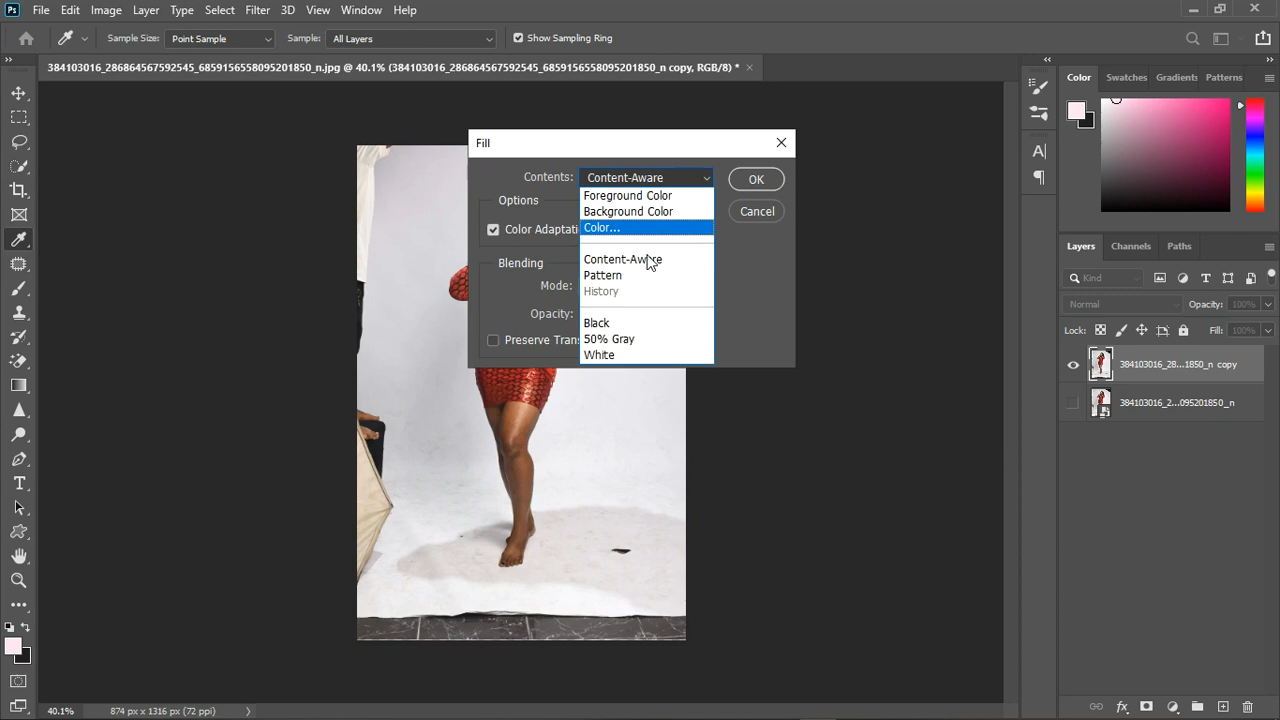 Ps File Edit Image Layer Type Select Filter 3D View Window Help
Sample Size: Point Sample Sample: All Layers Show Sampling Ring
384103016_286864567592545_6859156558095201850_n.jpg @ 40.1% (384103016_286864567592545_6859156558095201850_n copy, RGB/8) *
Color Swatches Gradients Patterns
Fill
Contents: Content-Aware OK
Foreground Color
Options Background Color Cancel
Color Adaptati Color...
Blending Content-Aware
Pattern
Mode: History
Opacity: Black
Preserve Tran 50% Gray
White
Layers Channels Paths
Kind
Normal Opacity: 100%
Lock: Fill: 100%
384103016_28...1850_n copy
384103016_2...095201850_n
40.1% 874 px x 1316 px (72 ppi)